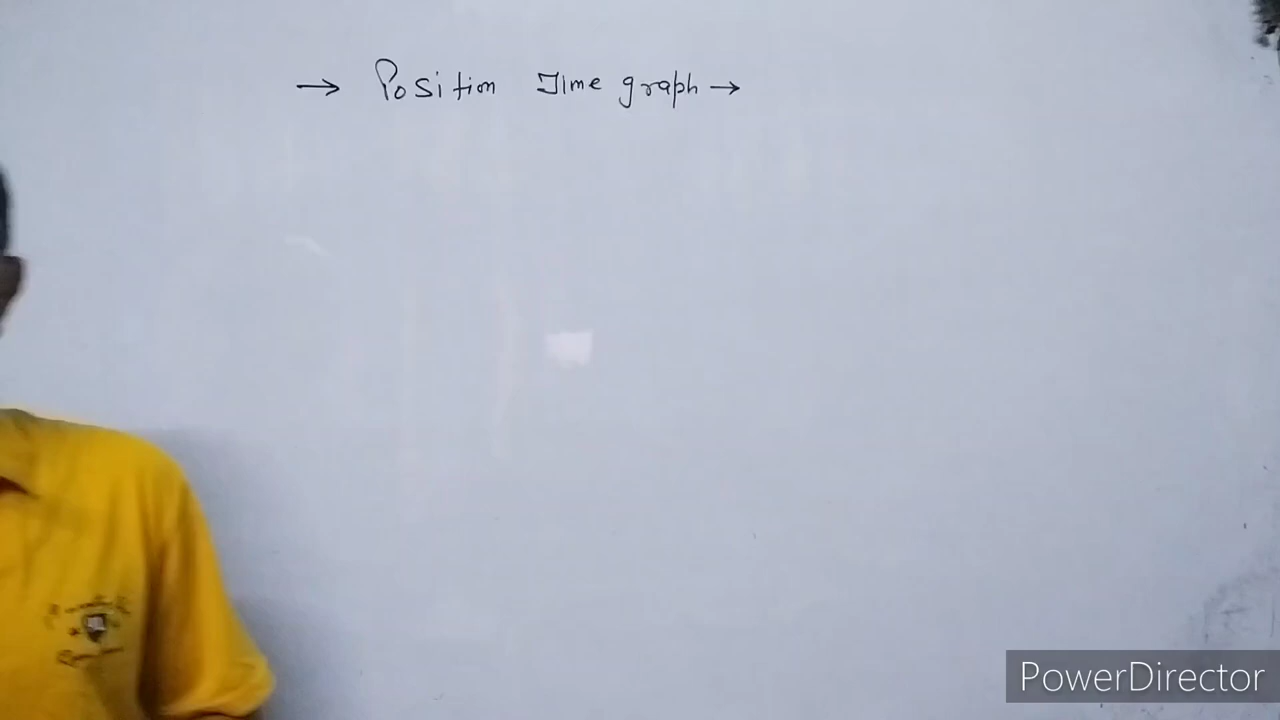 → Position Time graph →
PowerDirector